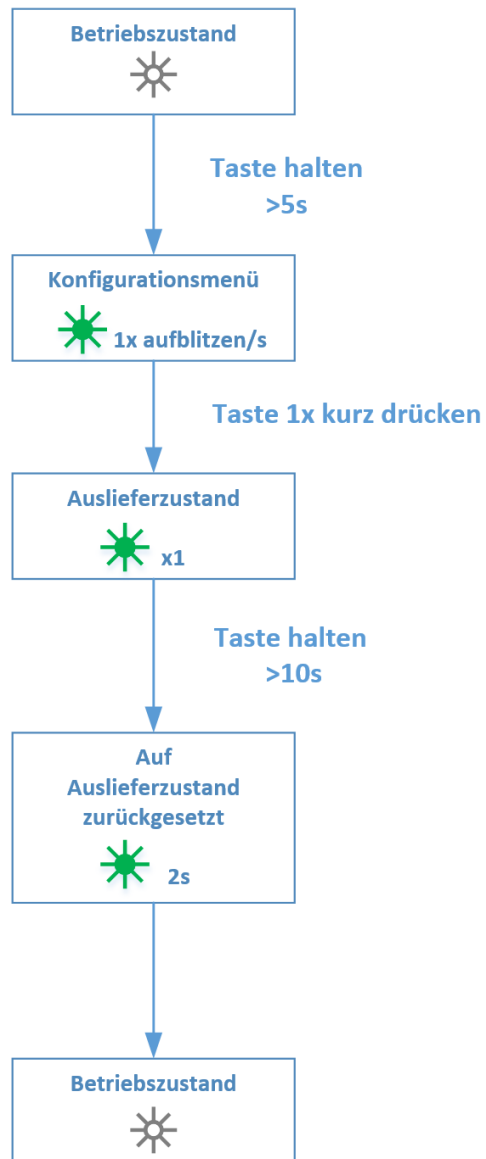 Betriebszustand
Taste halten
>5s
Konfigurationsmenü
1x aufblitzen/s
Taste 1x kurz drücken
Auslieferzustand
x1
Taste halten
>10s
Auf
Auslieferzustand
zurückgesetzt
2s
Betriebszustand